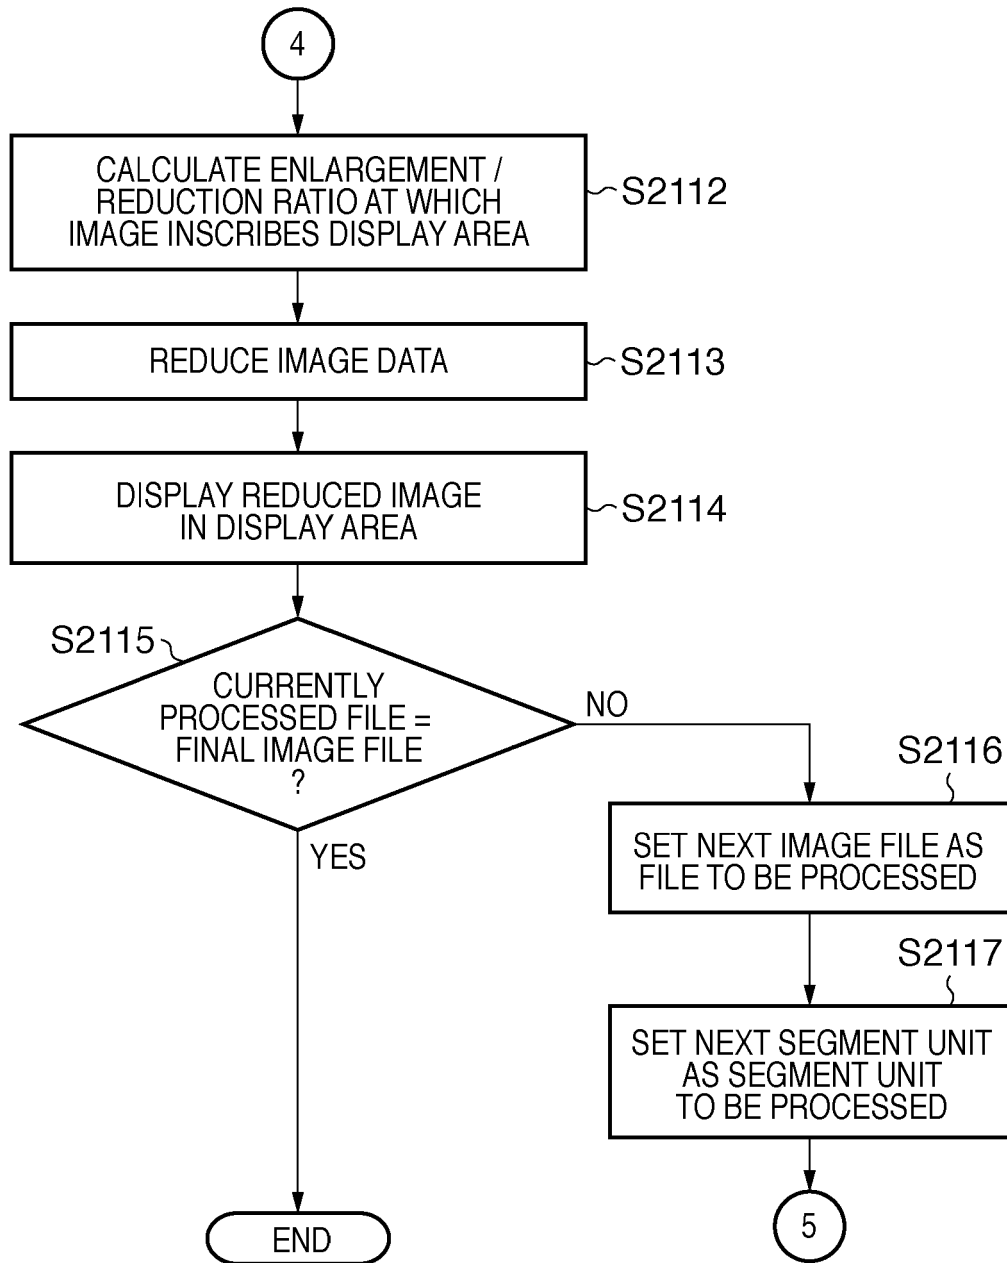 4
CALCULATE ENLARGEMENT /
REDUCTION RATIO AT WHICH
IMAGE INSCRIBES DISPLAY AREA
S2112
REDUCE IMAGE DATA
S2113
DISPLAY REDUCED IMAGE
IN DISPLAY AREA
S2114
S2115
CURRENTLY
PROCESSED FILE =
FINAL IMAGE FILE
?
NO
YES
S2116
SET NEXT IMAGE FILE AS
FILE TO BE PROCESSED
S2117
SET NEXT SEGMENT UNIT
AS SEGMENT UNIT
TO BE PROCESSED
END
5